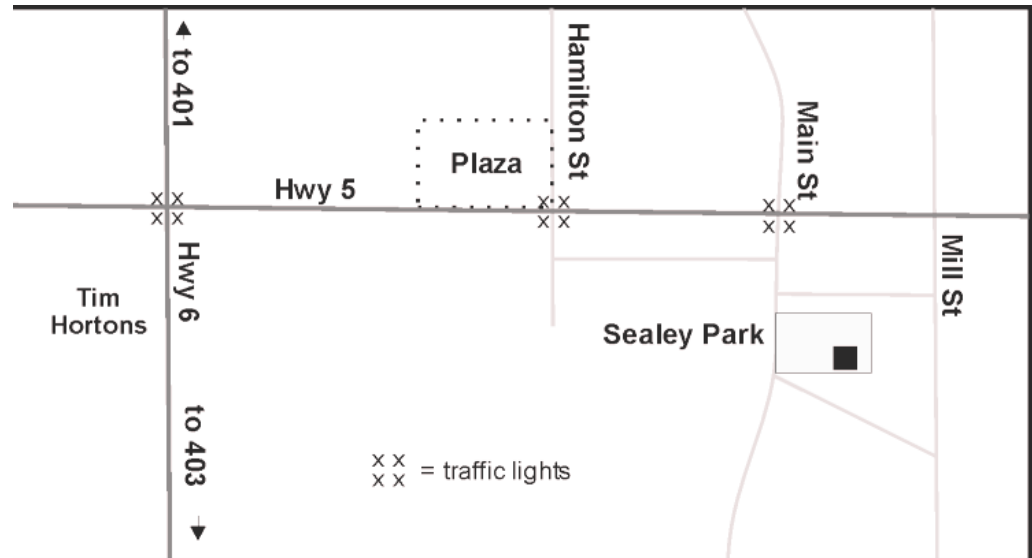 to 401
Hamilton St
Main St
Plaza
Hwy 5
x x
x x
x x
x x
x x
x x
Hwy 6
Mill St
Tim
Hortons
Sealey Park
to 403
x x
x x = traffic lights